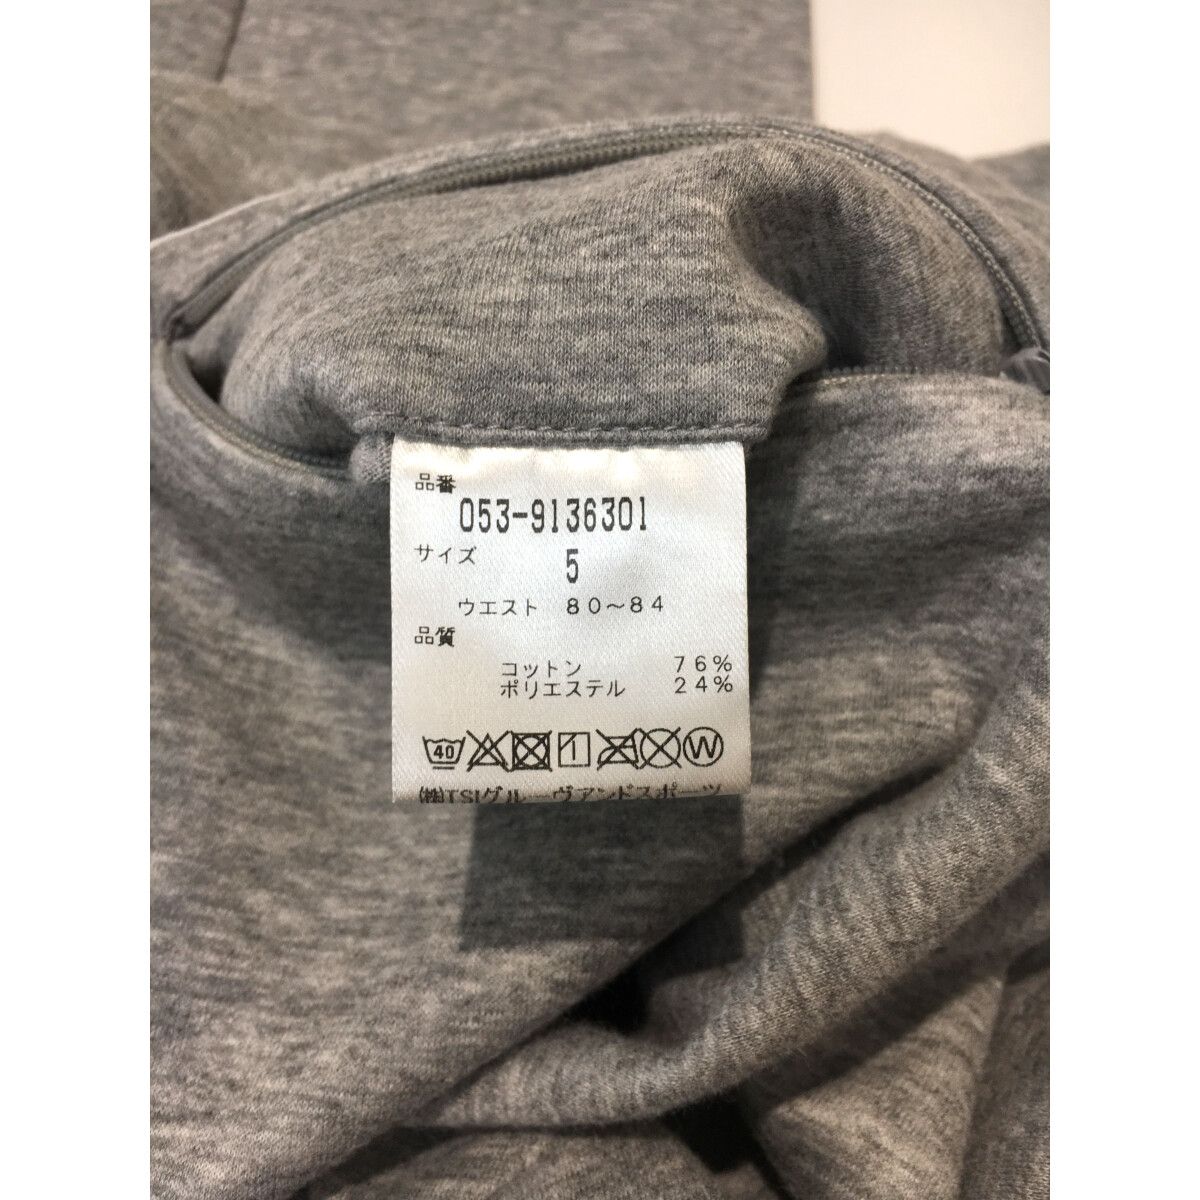 品番
053-9136301
サイズ 5
ウエスト 80～84
品質
コットン 76%
ポリエステル 24%
40 1 W
㈱TSIグルーヴアンドスポーツ